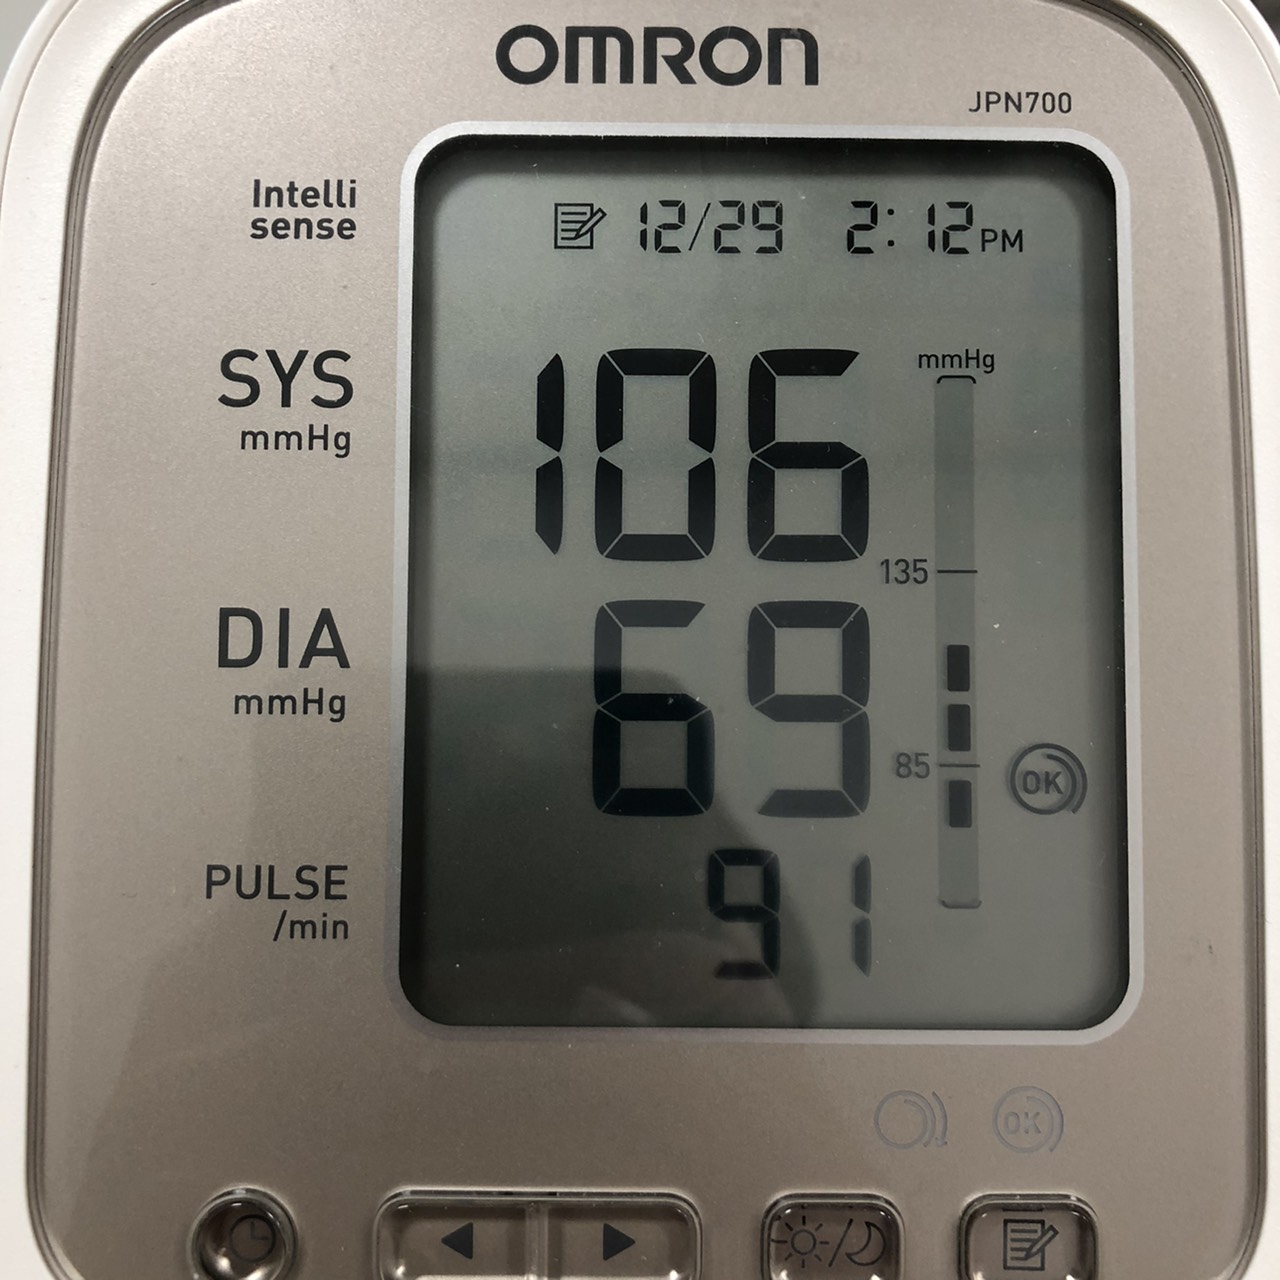 OMRON
JPN700
Intelli
sense
12/29 2:12PM
SYS
mmHg
106
mmHg
135
DIA
mmHg
69
85
OK
PULSE
/min
91
OK